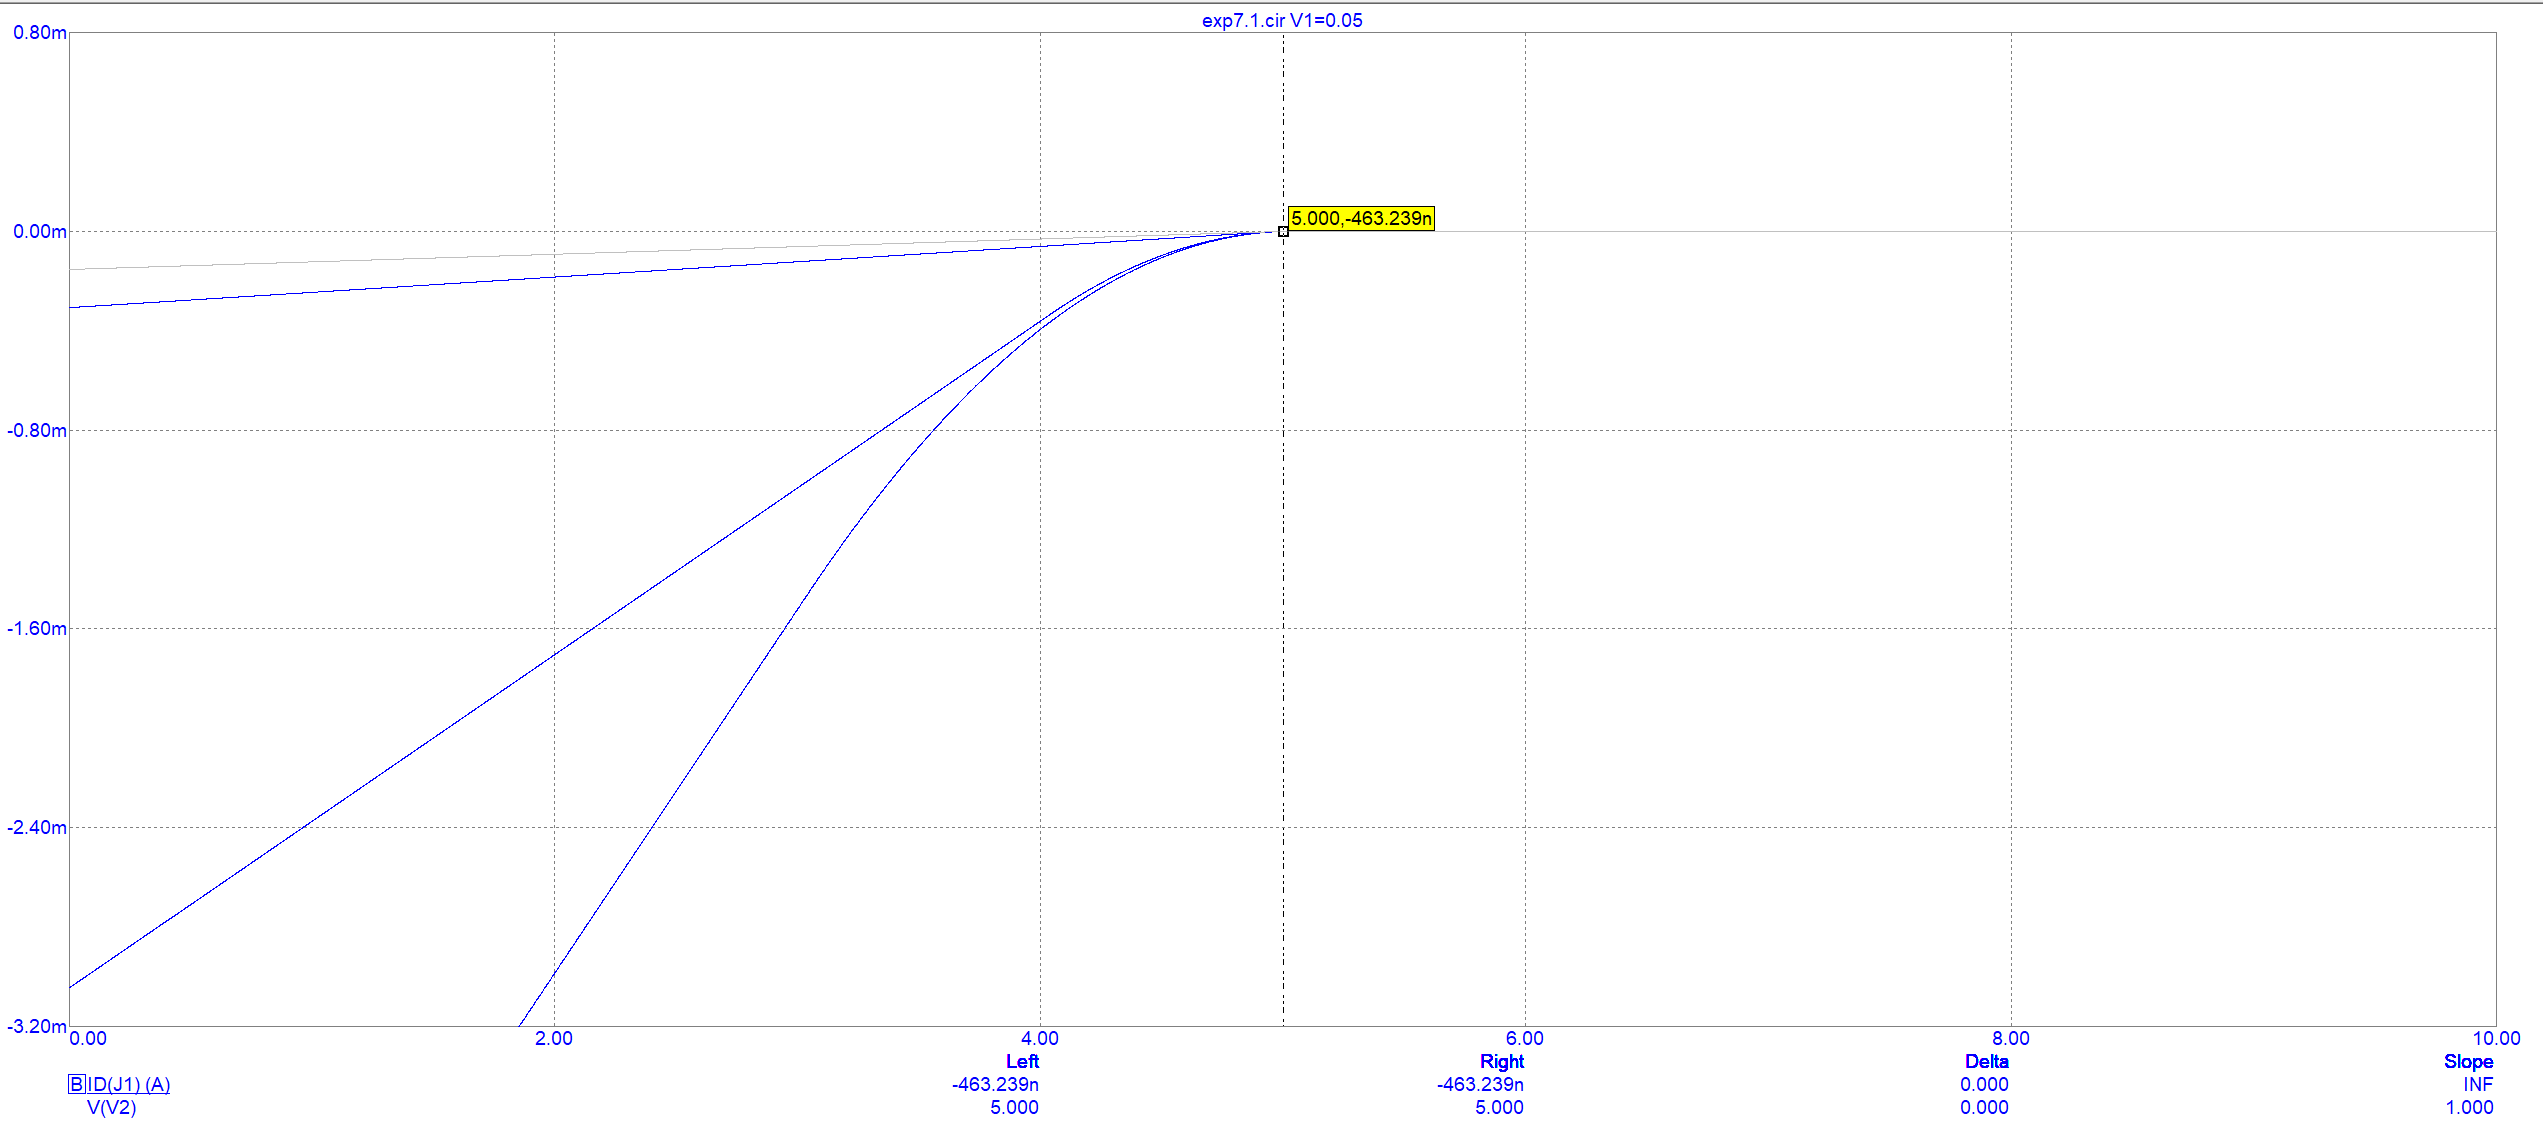 exp7.1.cir V1=0.05
0.80m
5.000,-463.239n
0.00m
-0.80m
-1.60m
-2.40m
-3.20m
0.00 2.00 4.00 6.00 8.00 10.00
Left Right Delta Slope
B ID(J1) (A) -463.239n -463.239n 0.000 INF
V(V2) 5.000 5.000 0.000 1.000